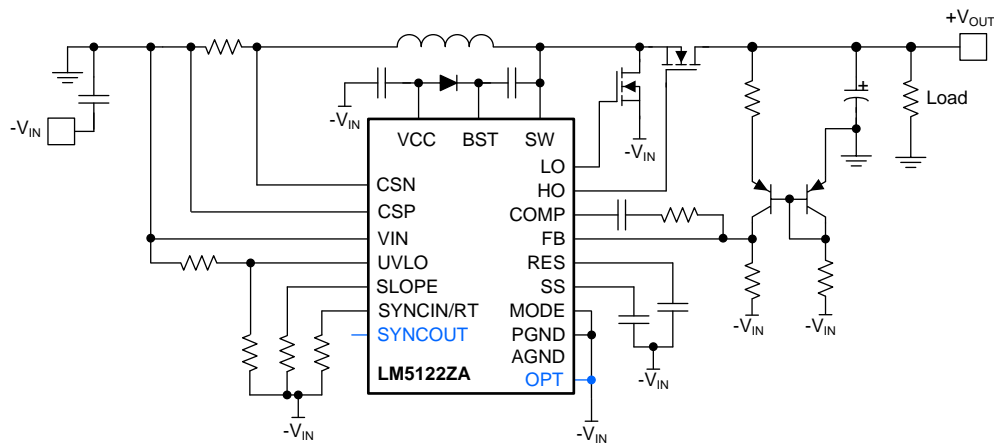 +VOUT
-VIN
-VIN
VCC BST SW
-VIN
Load
LO
CSN
HO
CSP
COMP
VIN
FB
UVLO
RES
SLOPE
SS
SYNCIN/RT
MODE
SYNCOUT
PGND
AGND
LM5122ZA
OPT
-VIN
-VIN
-VIN
-VIN
-VIN